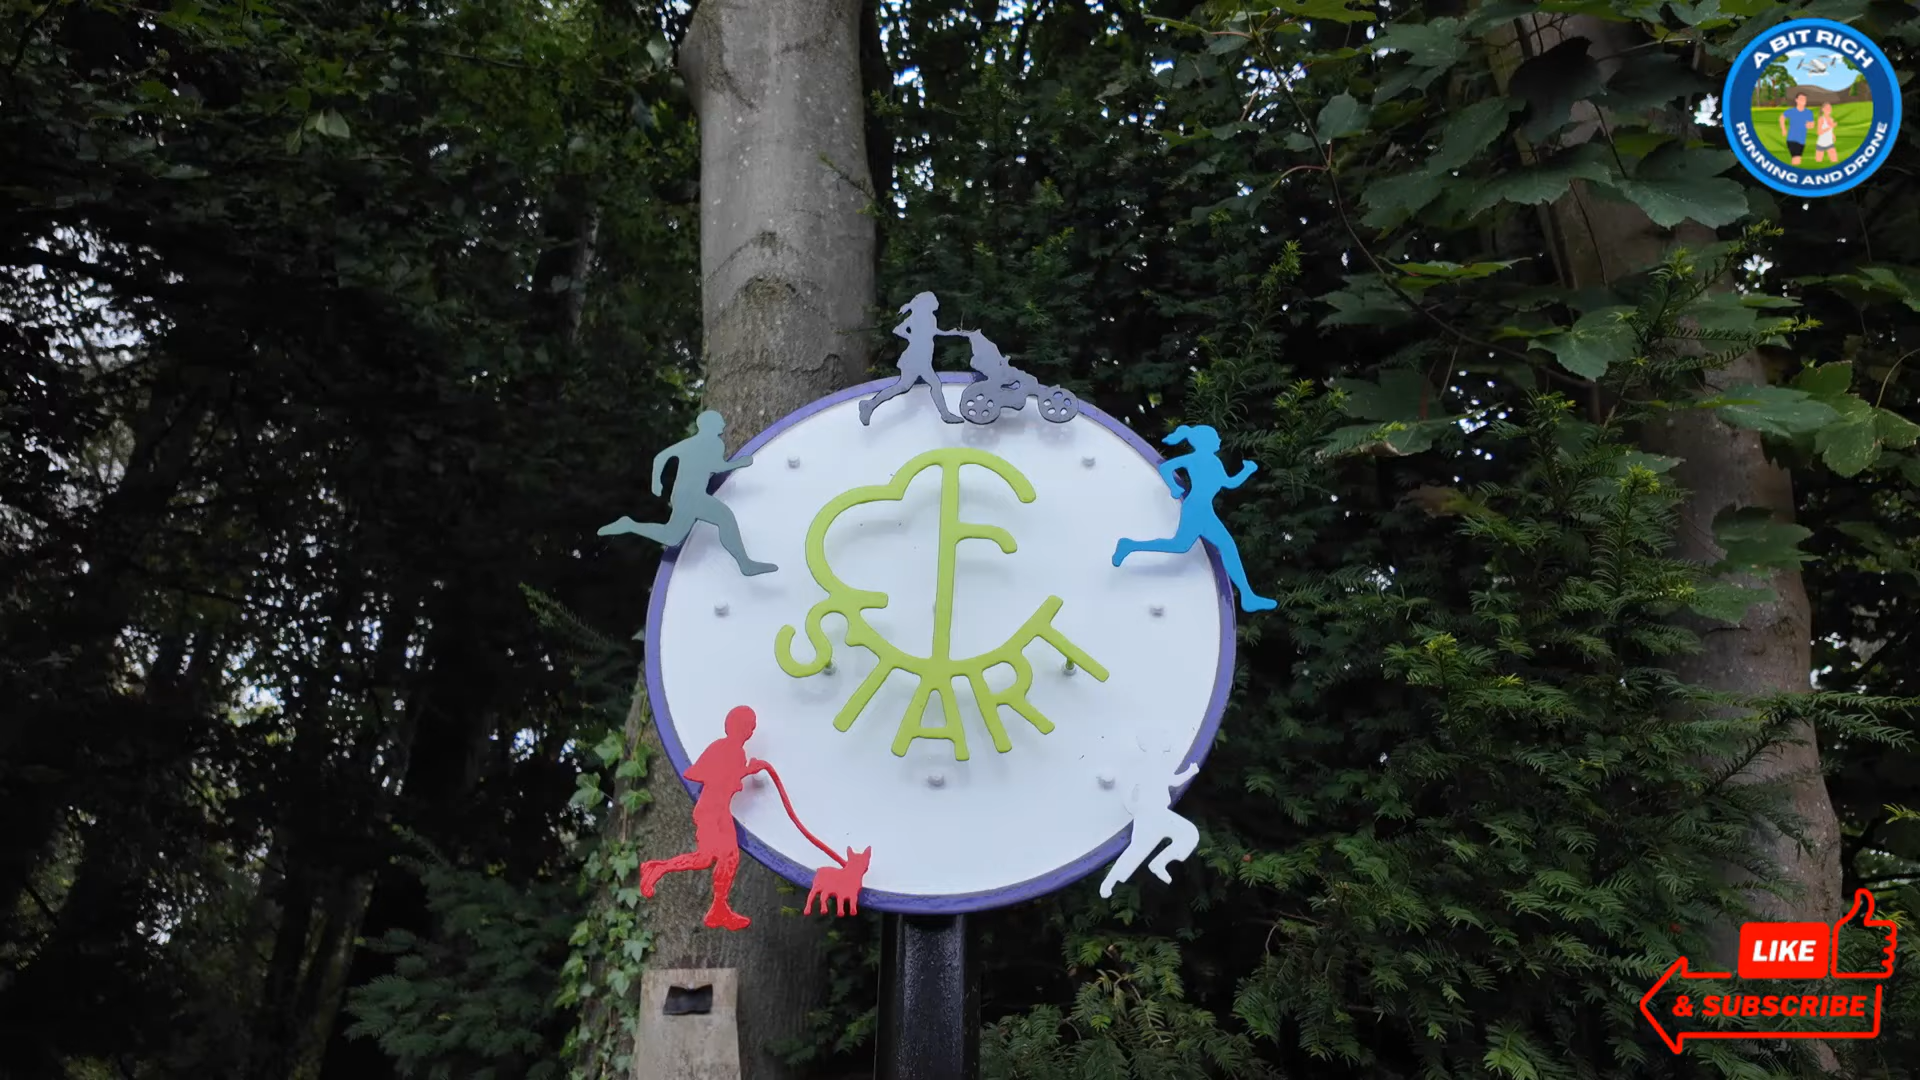 A BIT RICH
RUNNING AND DRONE
START
LIKE
& SUBSCRIBE